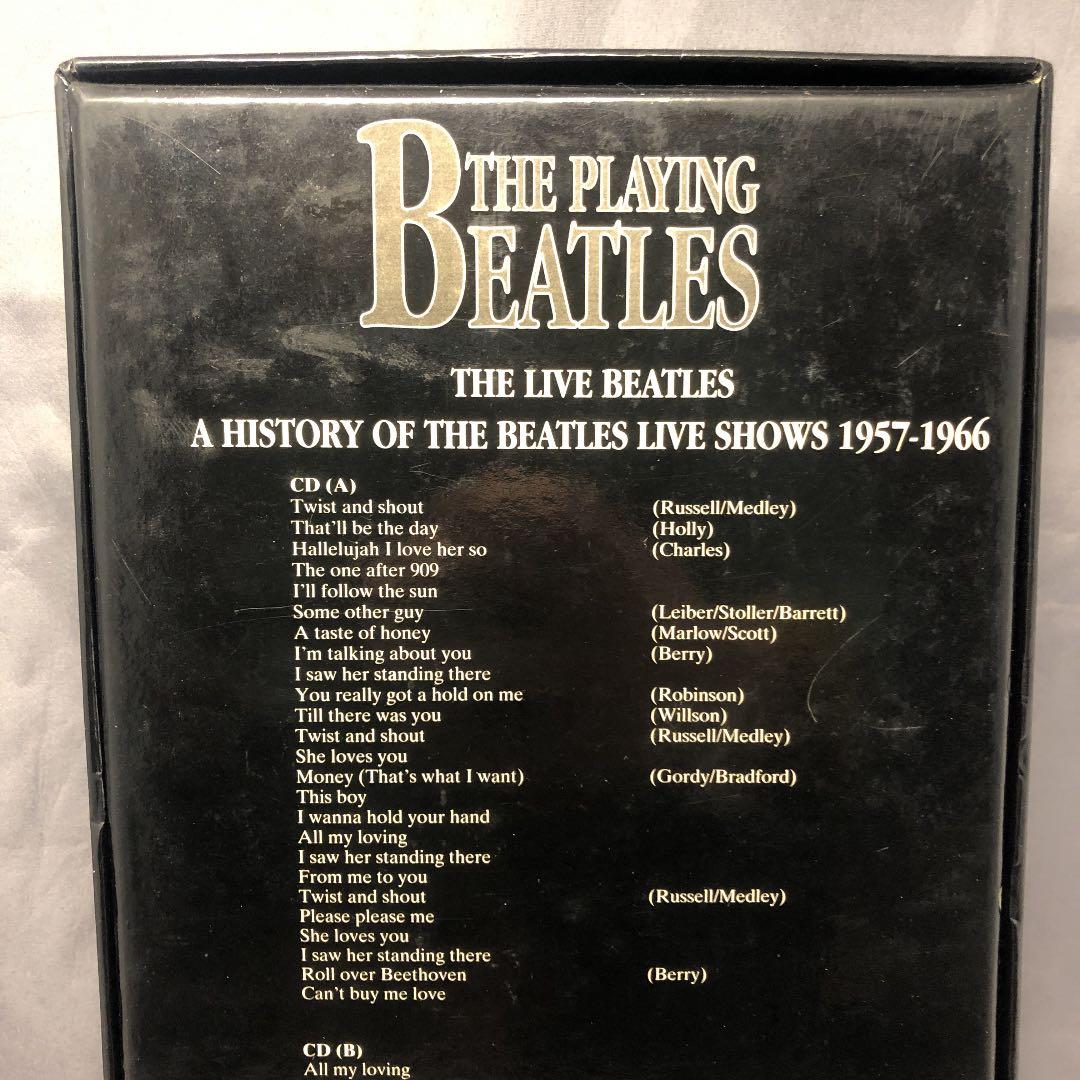 THE PLAYING
BEATLES
THE LIVE BEATLES
A HISTORY OF THE BEATLES LIVE SHOWS 1957-1966
CD (A)
Twist and shout (Russell/Medley)
That'll be the day (Holly)
Hallelujah I love her so (Charles)
The one after 909
I'll follow the sun
Some other guy (Leiber/Stoller/Barrett)
A taste of honey (Marlow/Scott)
I'm talking about you (Berry)
I saw her standing there
You really got a hold on me (Robinson)
Till there was you (Willson)
Twist and shout (Russell/Medley)
She loves you
Money (That's what I want) (Gordy/Bradford)
This boy
I wanna hold your hand
All my loving
I saw her standing there
From me to you
Twist and shout (Russell/Medley)
Please please me
She loves you
I saw her standing there
Roll over Beethoven (Berry)
Can't buy me love
CD (B)
All my loving